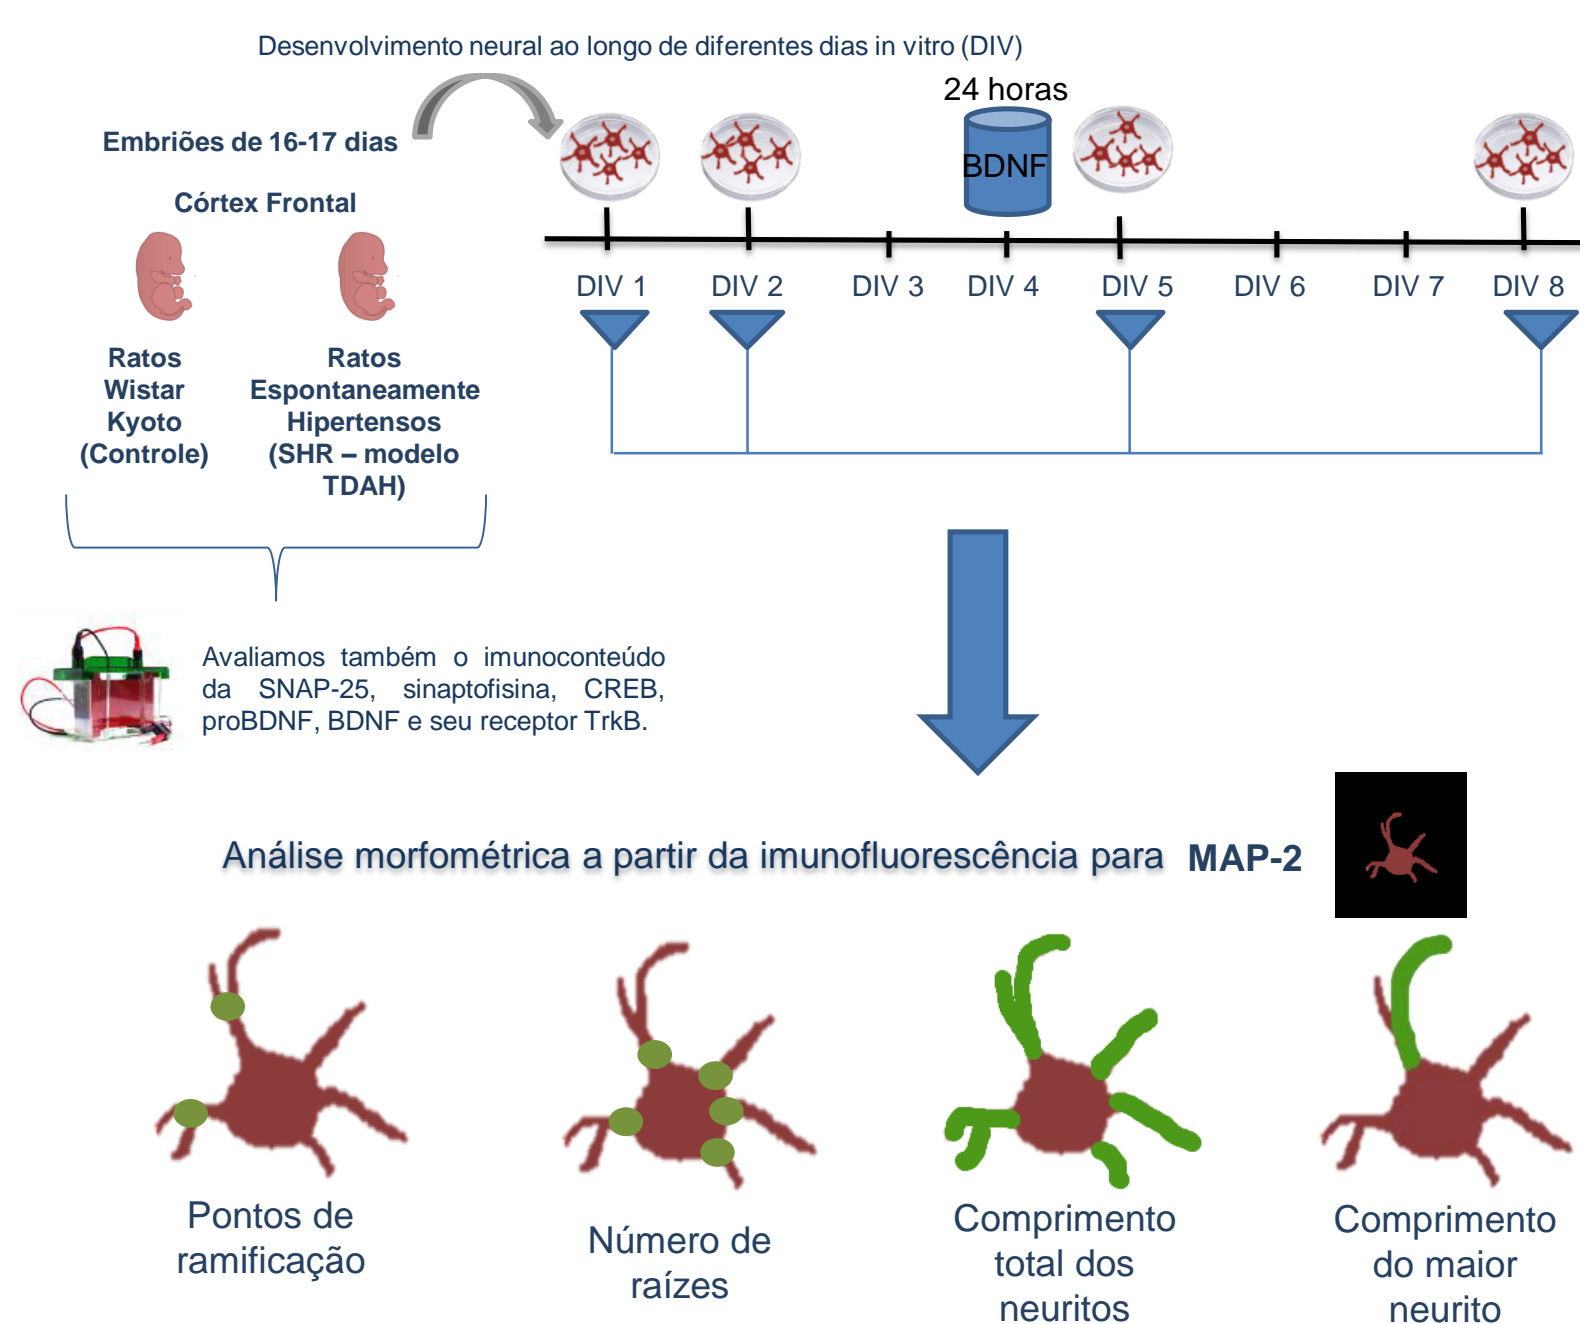 Desenvolvimento neural ao longo de diferentes dias in vitro (DIV)
24 horas
BDNF
Embriões de 16-17 dias
Córtex Frontal
DIV 1
DIV 2
DIV 3
DIV 4
DIV 5
DIV 6
DIV 7
DIV 8
Ratos
Wistar
Kyoto
(Controle)
Ratos
Espontaneamente
Hipertensos
(SHR – modelo
TDAH)
Avaliamos também o imunoconteúdo
da SNAP-25, sinaptofisina, CREB,
proBDNF, BDNF e seu receptor TrkB.
Análise morfométrica a partir da imunofluorescência para MAP-2
Pontos de
ramificação
Número de
raízes
Comprimento
total dos
neuritos
Comprimento
do maior
neurito